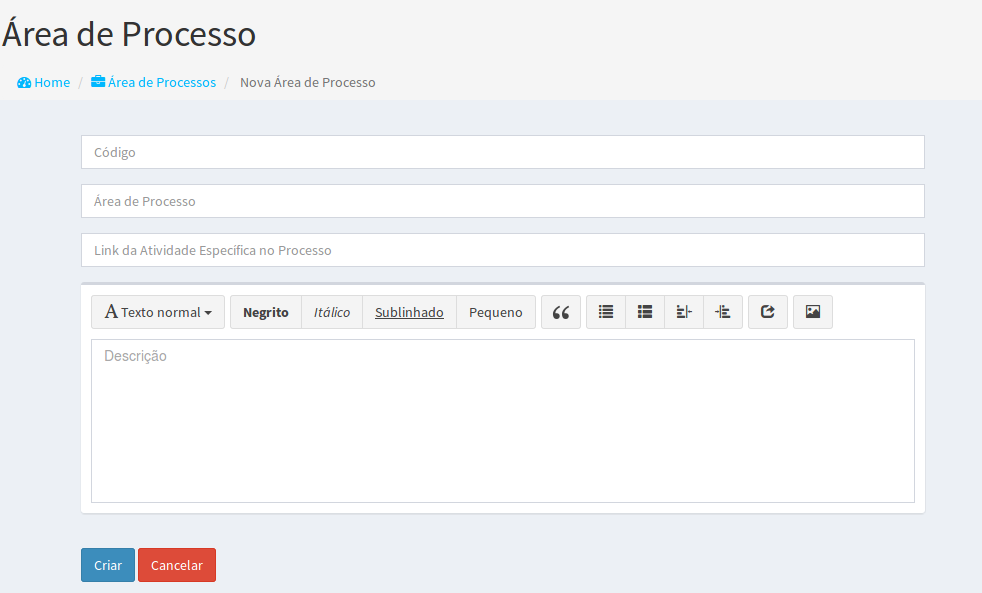 Área de Processo
Home / Área de Processos / Nova Área de Processo
Código
Área de Processo
Link da Atividade Específica no Processo
A Texto normal Negrito Itálico Sublinhado Pequeno
Descrição
Criar Cancelar